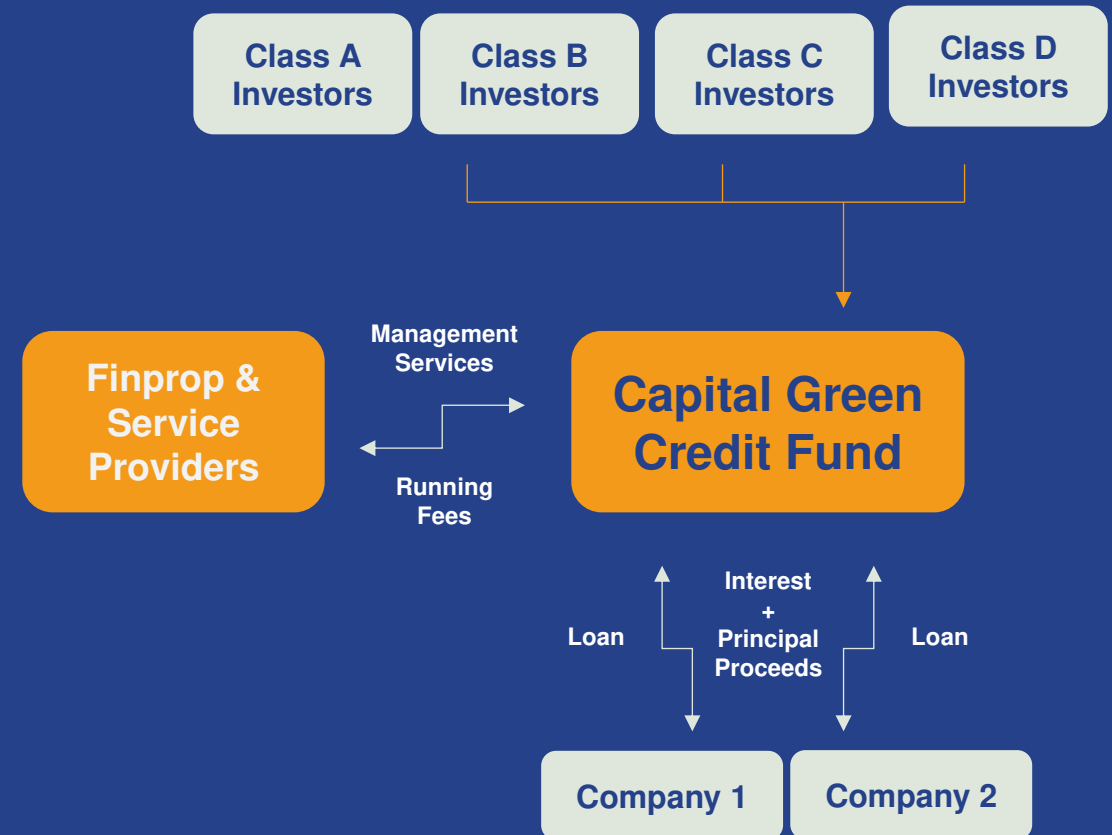 Class A
Investors
Class B
Investors
Class C
Investors
Class D
Investors
Finprop &
Service
Providers
Management
Services
Running
Fees
Capital Green
Credit Fund
Loan
Interest
+
Principal
Proceeds
Loan
Company 1
Company 2